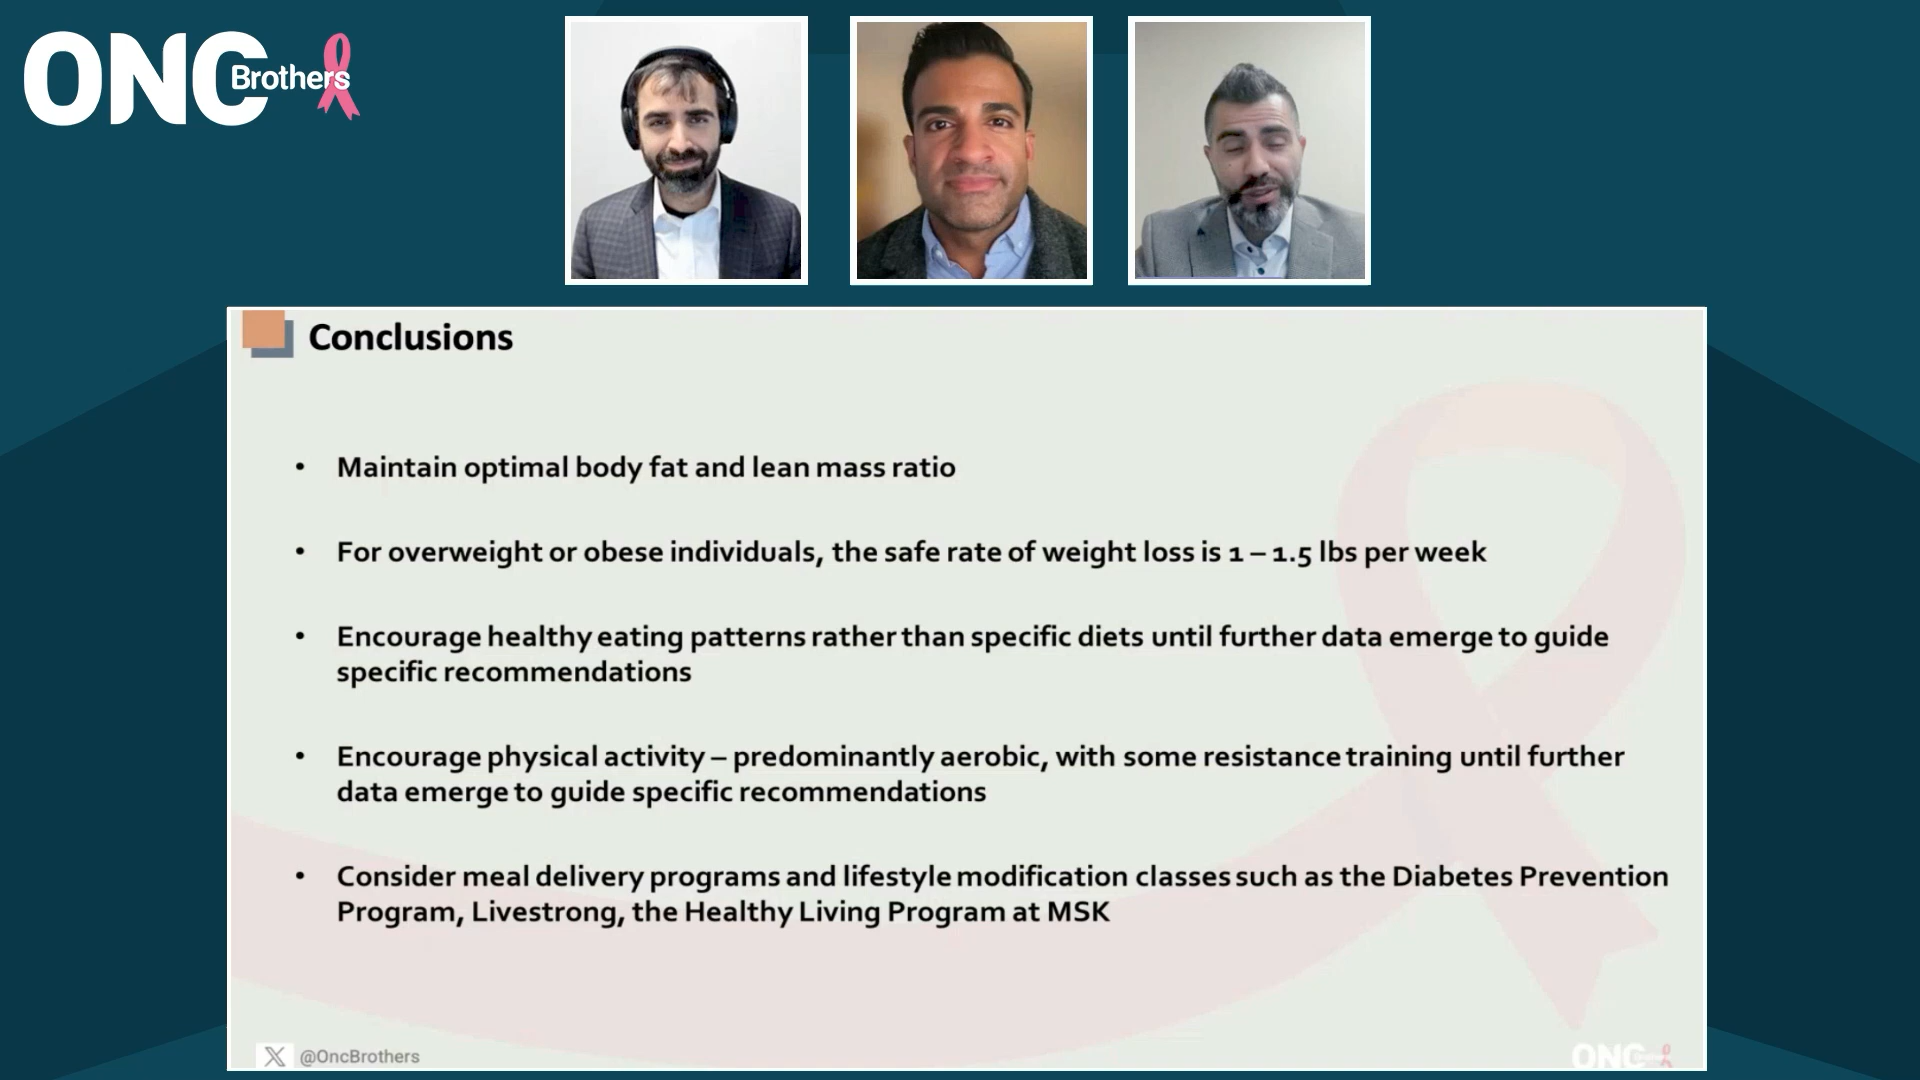 ONC Brothers
Conclusions
• Maintain optimal body fat and lean mass ratio
• For overweight or obese individuals, the safe rate of weight loss is 1 – 1.5 lbs per week
• Encourage healthy eating patterns rather than specific diets until further data emerge to guide
specific recommendations
• Encourage physical activity – predominantly aerobic, with some resistance training until further
data emerge to guide specific recommendations
• Consider meal delivery programs and lifestyle modification classes such as the Diabetes Prevention
Program, Livestrong, the Healthy Living Program at MSK
X @OncBrothers
ONC